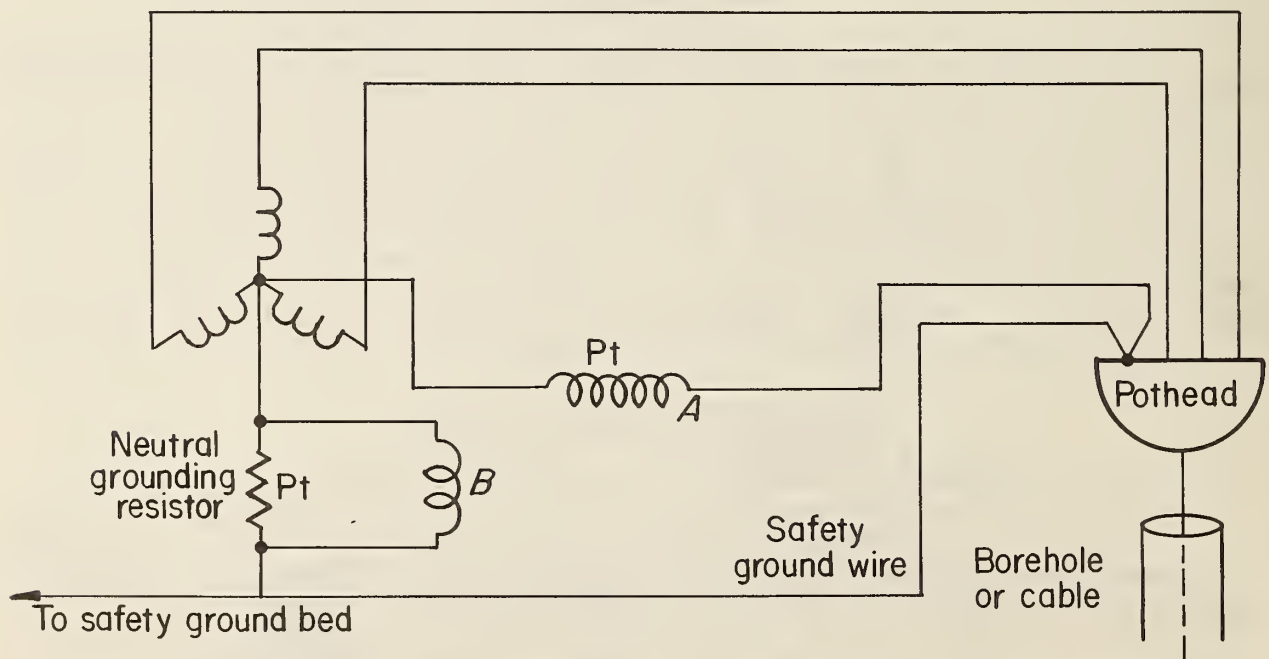 Pt
A
Pothead
Neutral
grounding
resistor
Pt
B
Safety
ground wire
Borehole
or cable
To safety ground bed